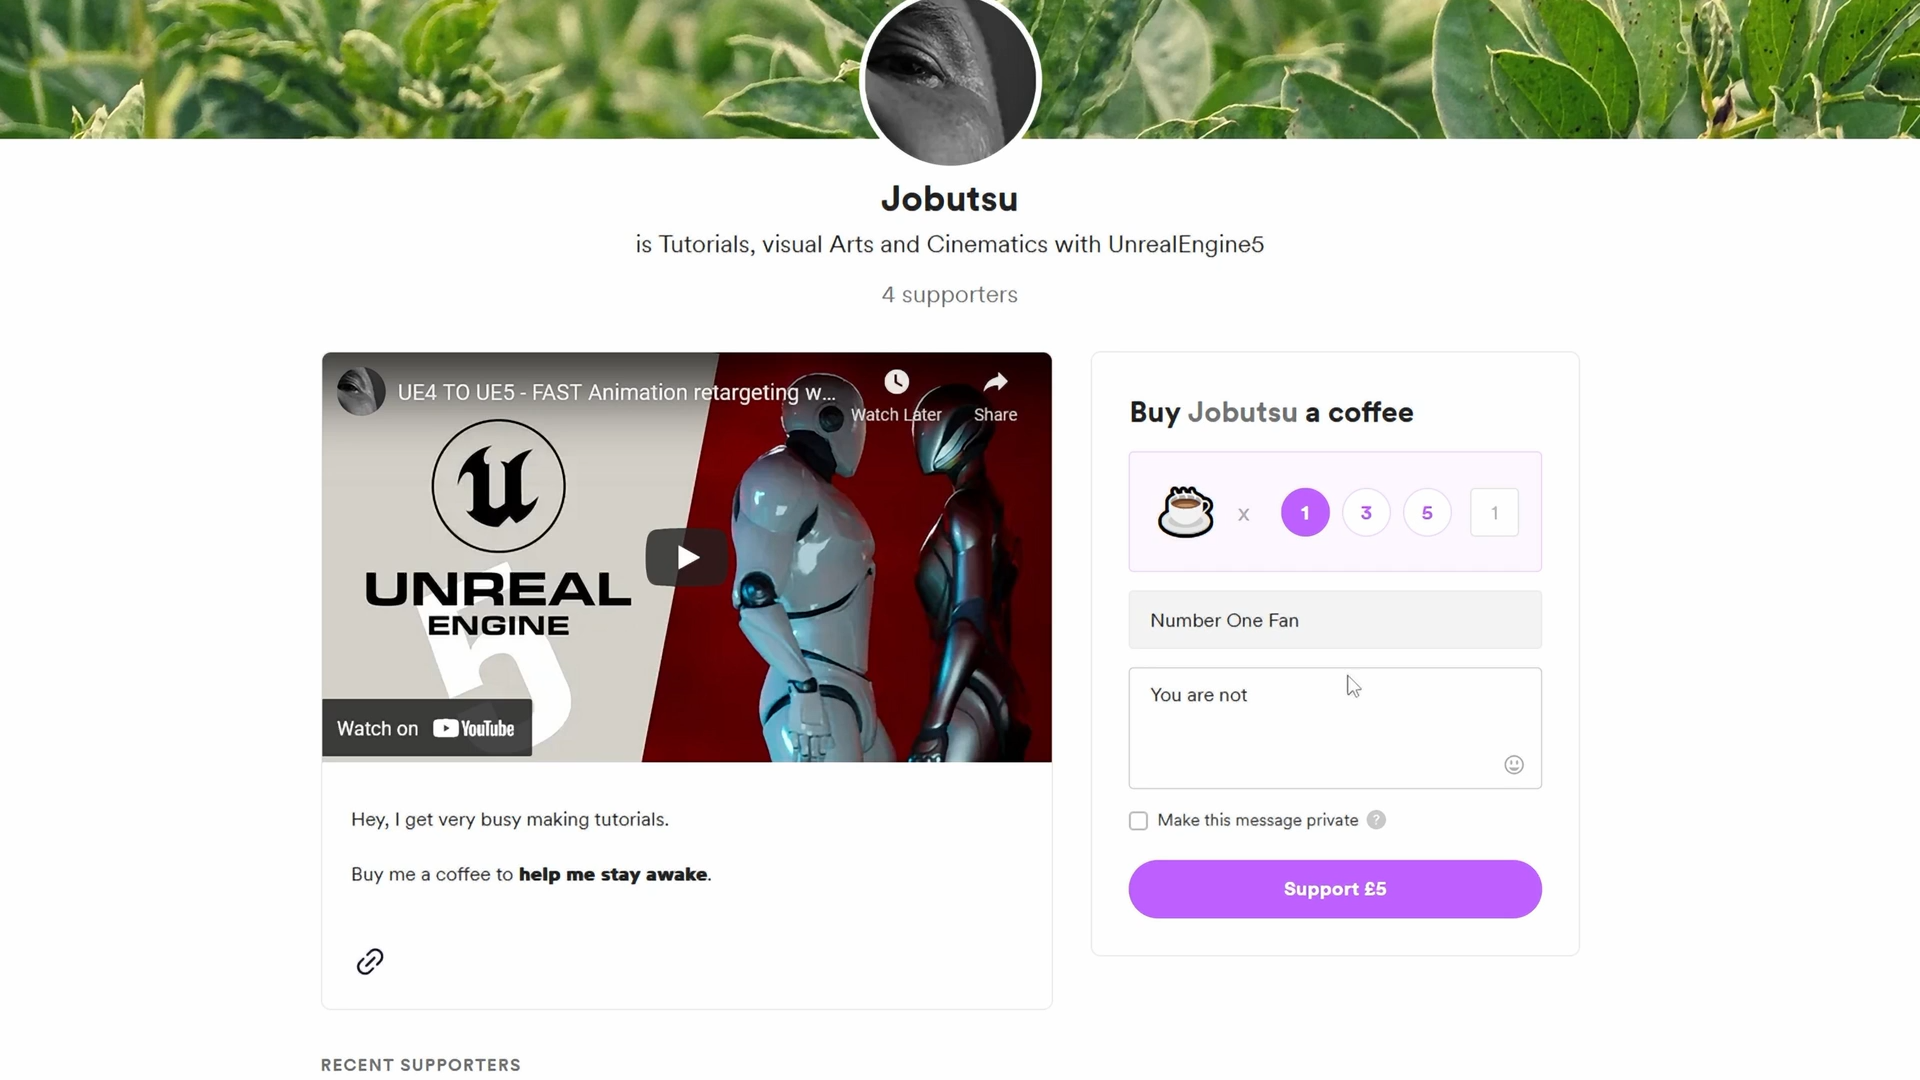 Jobutsu
is Tutorials, visual Arts and Cinematics with UnrealEngine5
4 supporters
UE4 TO UE5 - FAST Animation retargeting w...
Watch Later
Share
UNREAL
ENGINE
5
Watch on YouTube
Hey, I get very busy making tutorials.
Buy me a coffee to help me stay awake.
Buy Jobutsu a coffee
x 1 3 5 1
Number One Fan
You are not
Make this message private ?
Support £5
RECENT SUPPORTERS